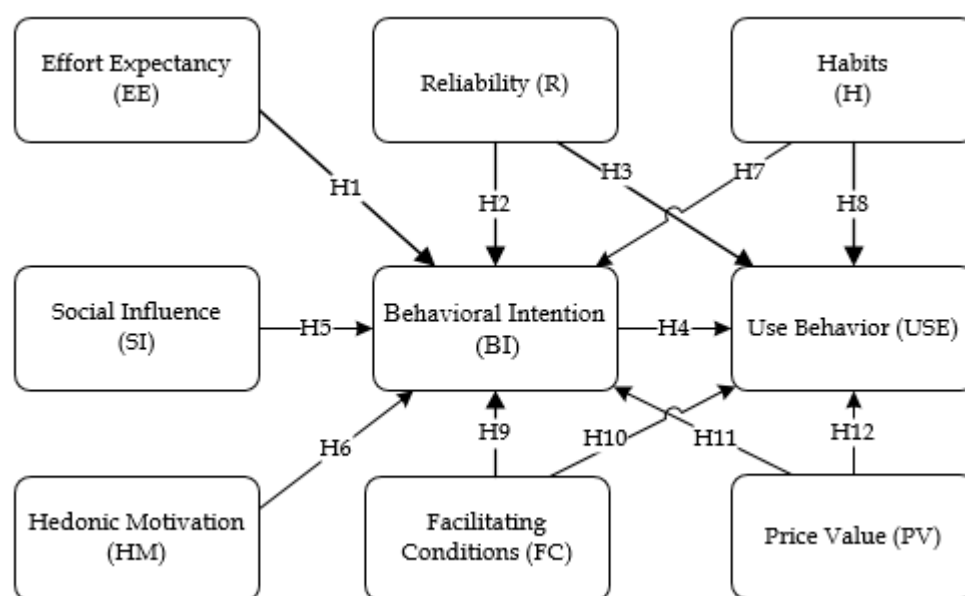 Effort Expectancy
(EE)
Reliability (R)
Habits
(H)
H1
H2
H3
H7
H8
Social Influence
(SI)
H5
Behavioral Intention
(BI)
H4
Use Behavior (USE)
H6
H9
H10
H11
H12
Hedonic Motivation
(HM)
Facilitating
Conditions (FC)
Price Value (PV)